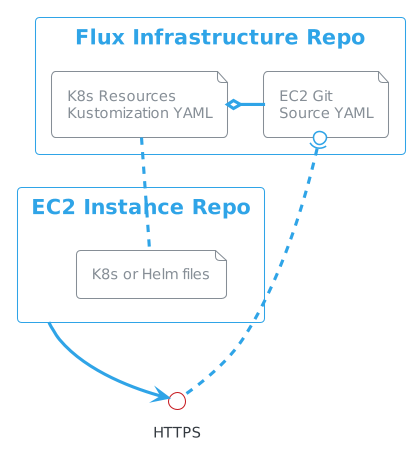 Flux Infrastructure Repo
K8s Resources
Kustomization YAML
EC2 Git
Source YAML
EC2 Instance Repo
K8s or Helm files
HTTPS